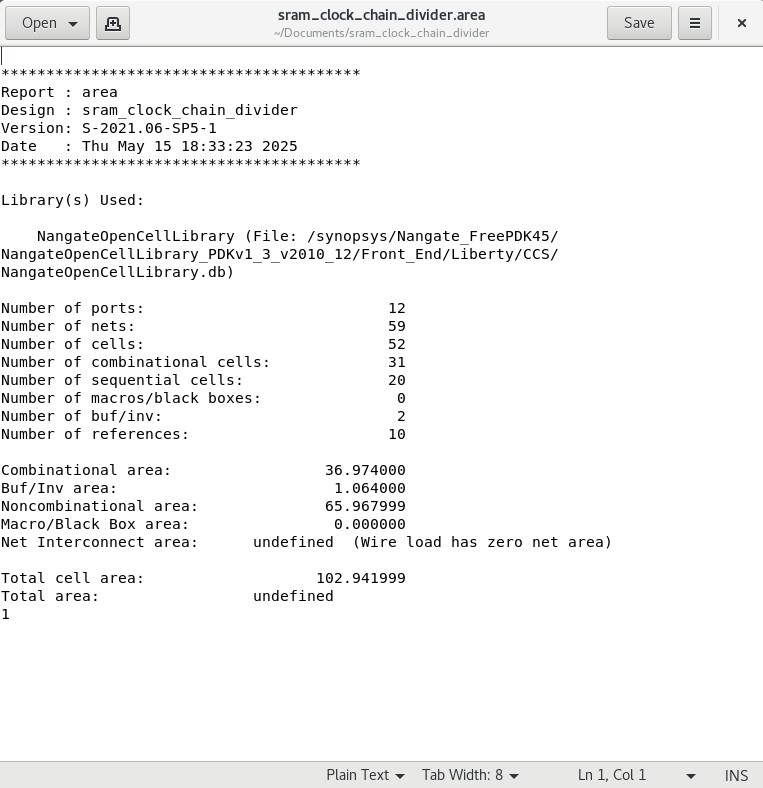 Open
sram_clock_chain_divider.area
~/Documents/sram_clock_chain_divider
Save
****************************************
Report : area
Design : sram_clock_chain_divider
Version: S-2021.06-SP5-1
Date   : Thu May 15 18:33:23 2025
****************************************
Library(s) Used:
    NangateOpenCellLibrary (File: /synopsys/Nangate_FreePDK45/
NangateOpenCellLibrary_PDKv1_3_v2010_12/Front_End/Liberty/CCS/
NangateOpenCellLibrary.db)
Number of ports:                           12
Number of nets:                            59
Number of cells:                           52
Number of combinational cells:             31
Number of sequential cells:                20
Number of macros/black boxes:               0
Number of buf/inv:                          2
Number of references:                      10
Combinational area:                 36.974000
Buf/Inv area:                        1.064000
Noncombinational area:              65.967999
Macro/Black Box area:                0.000000
Net Interconnect area:      undefined  (Wire load has zero net area)
Total cell area:                   102.941999
Total area:                 undefined
1
Plain Text Tab Width: 8 Ln 1, Col 1 INS